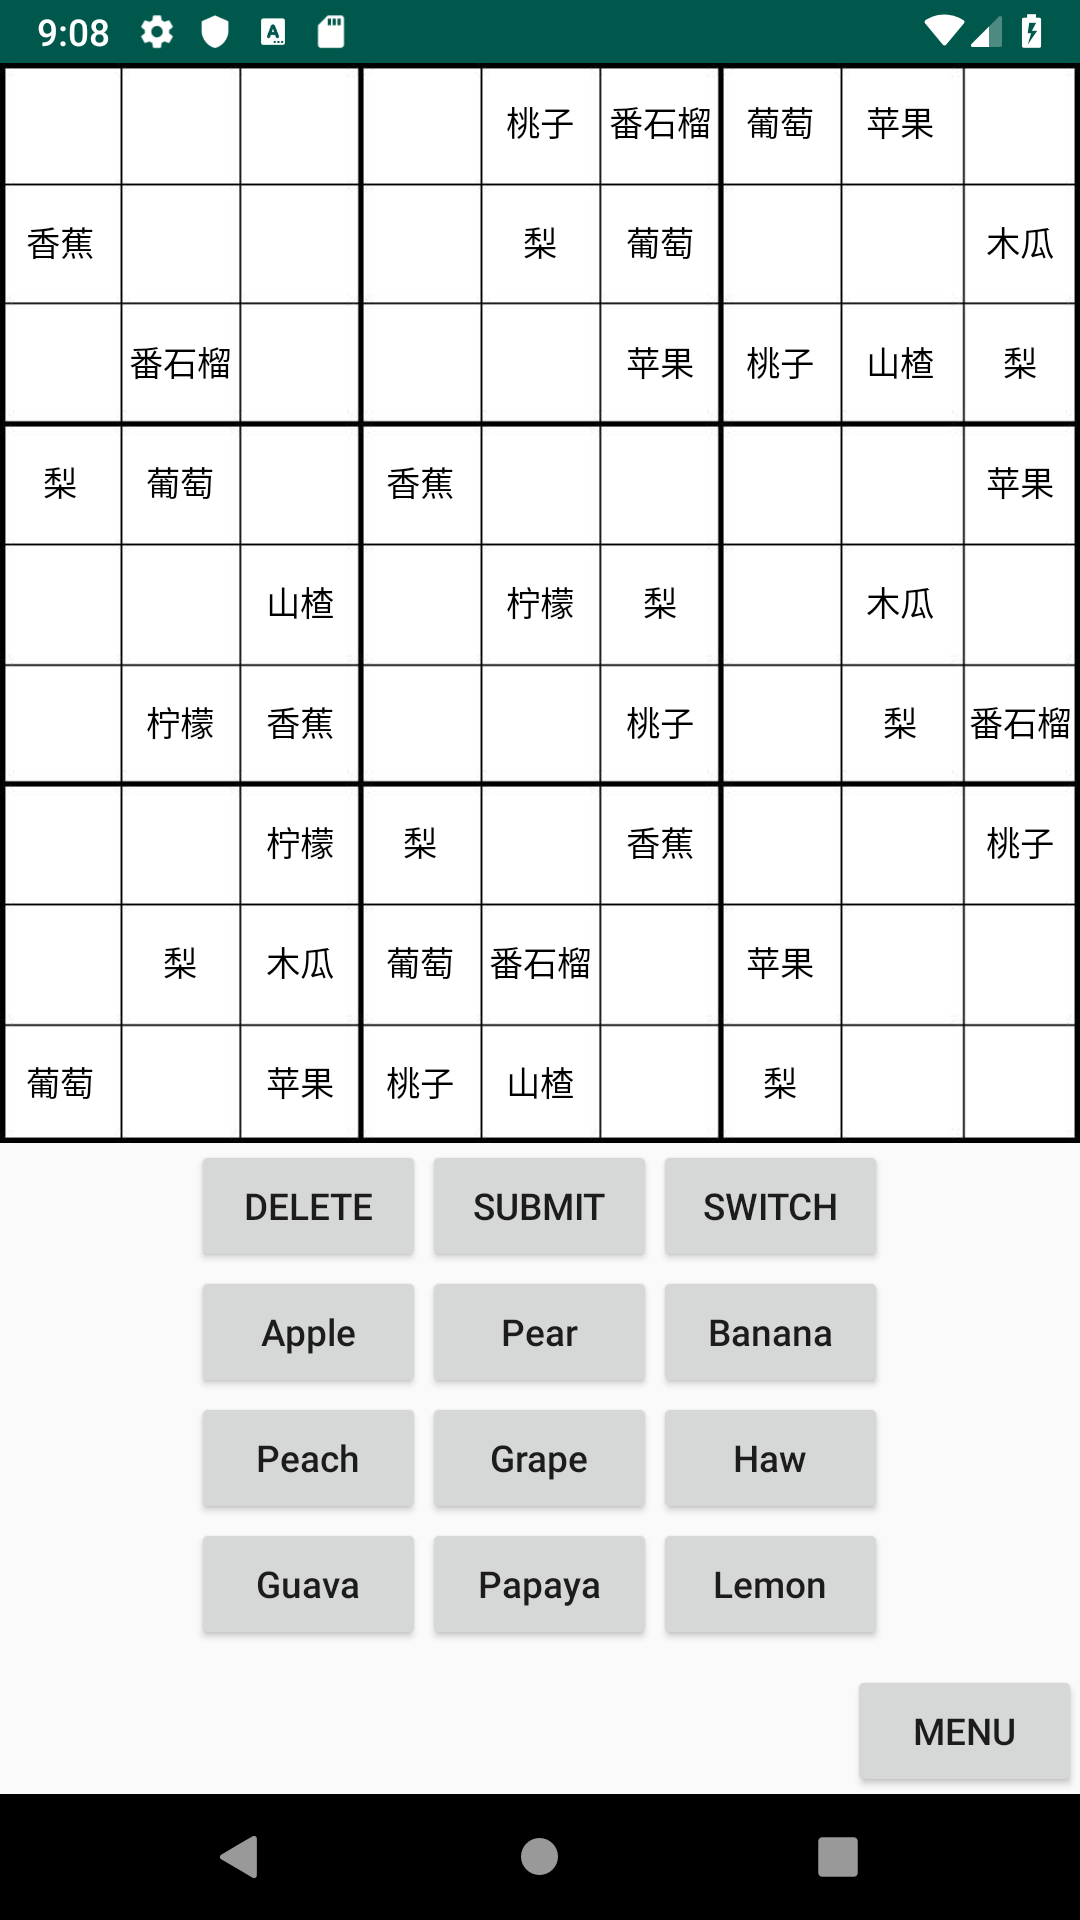 9:08
桃子 番石榴 葡萄 苹果
香蕉 梨 葡萄 木瓜
番石榴 苹果 桃子 山楂 梨
梨 葡萄 香蕉 苹果
山楂 柠檬 梨 木瓜
柠檬 香蕉 桃子 梨 番石榴
柠檬 梨 香蕉 桃子
梨 木瓜 葡萄 番石榴 苹果
葡萄 苹果 桃子 山楂 梨
DELETE SUBMIT SWITCH
Apple Pear Banana
Peach Grape Haw
Guava Papaya Lemon
MENU